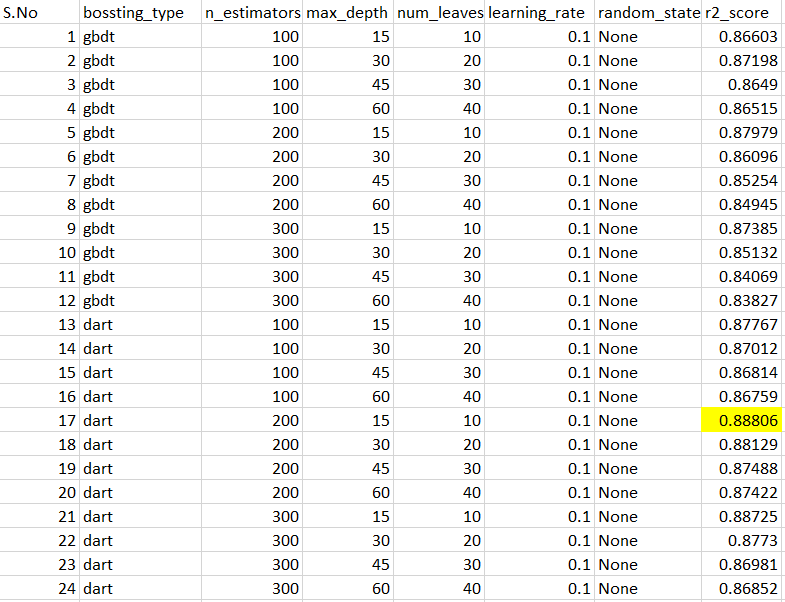 S.No bossting_type n_estimators max_depth num_leaves learning_rate random_state r2_score
1 gbdt 100 15 10 0.1 None 0.86603
2 gbdt 100 30 20 0.1 None 0.87198
3 gbdt 100 45 30 0.1 None 0.8649
4 gbdt 100 60 40 0.1 None 0.86515
5 gbdt 200 15 10 0.1 None 0.87979
6 gbdt 200 30 20 0.1 None 0.86096
7 gbdt 200 45 30 0.1 None 0.85254
8 gbdt 200 60 40 0.1 None 0.84945
9 gbdt 300 15 10 0.1 None 0.87385
10 gbdt 300 30 20 0.1 None 0.85132
11 gbdt 300 45 30 0.1 None 0.84069
12 gbdt 300 60 40 0.1 None 0.83827
13 dart 100 15 10 0.1 None 0.87767
14 dart 100 30 20 0.1 None 0.87012
15 dart 100 45 30 0.1 None 0.86814
16 dart 100 60 40 0.1 None 0.86759
17 dart 200 15 10 0.1 None 0.88806
18 dart 200 30 20 0.1 None 0.88129
19 dart 200 45 30 0.1 None 0.87488
20 dart 200 60 40 0.1 None 0.87422
21 dart 300 15 10 0.1 None 0.88725
22 dart 300 30 20 0.1 None 0.8773
23 dart 300 45 30 0.1 None 0.86981
24 dart 300 60 40 0.1 None 0.86852